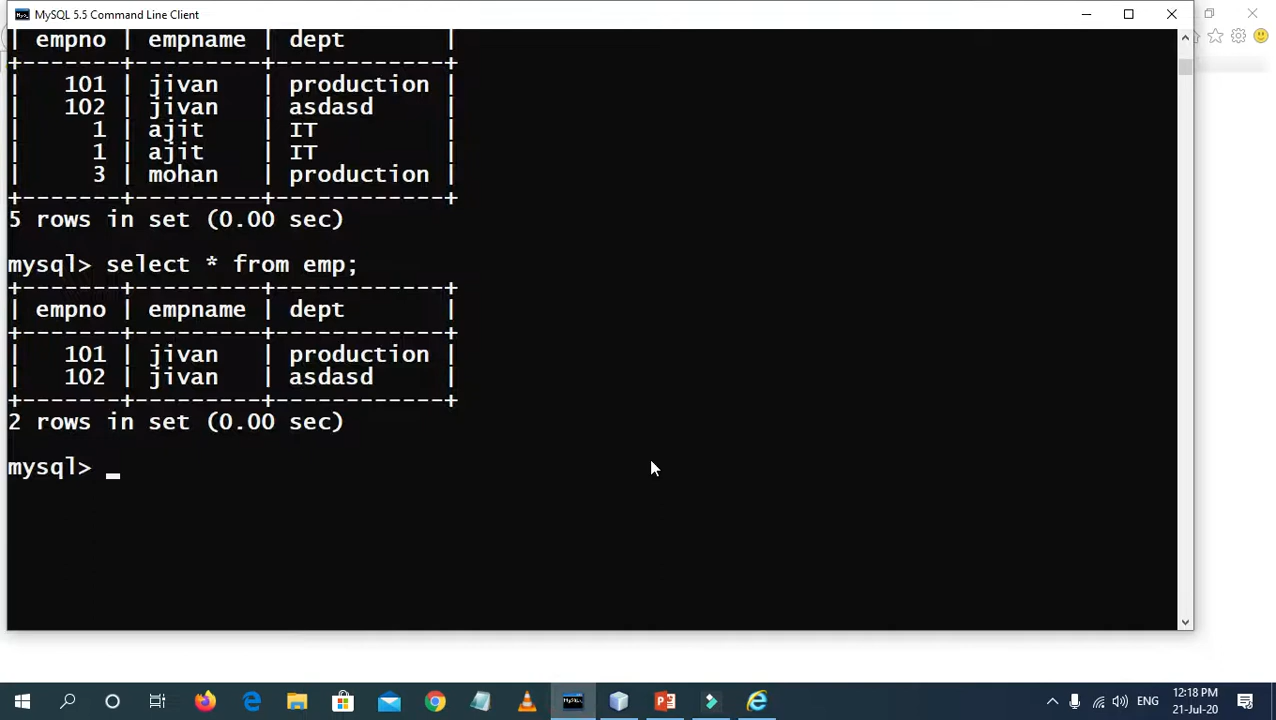 MySQL 5.5 Command Line Client
| empno | empname | dept       |
+-------+---------+------------+
|   101 | jivan   | production |
|   102 | jivan   | asdasd     |
|     1 | ajit    | IT         |
|     1 | ajit    | IT         |
|     3 | mohan   | production |
+-------+---------+------------+
5 rows in set (0.00 sec)
mysql> select * from emp;
+-------+---------+------------+
| empno | empname | dept       |
+-------+---------+------------+
|   101 | jivan   | production |
|   102 | jivan   | asdasd     |
+-------+---------+------------+
2 rows in set (0.00 sec)
mysql> _
ENG
12:18 PM
21-Jul-20